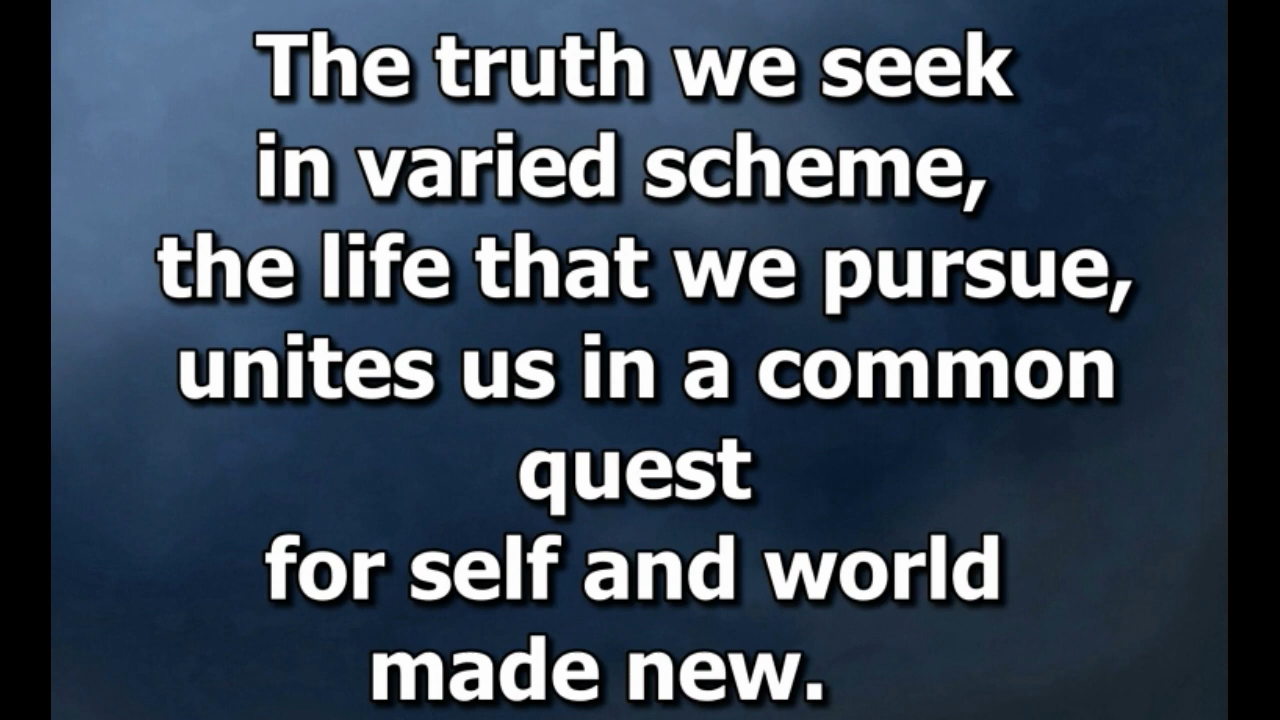 The truth we seek
in varied scheme,
the life that we pursue,
unites us in a common
quest
for self and world
made new.